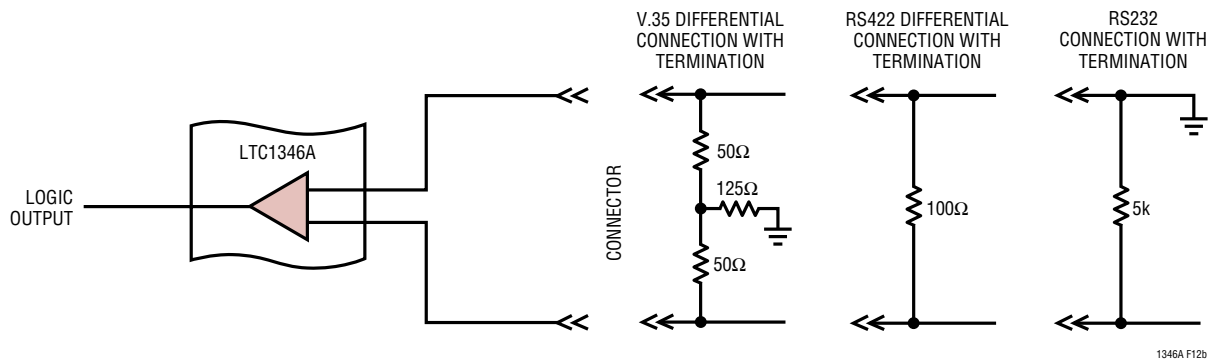 V.35 DIFFERENTIAL
CONNECTION WITH
TERMINATION
RS422 DIFFERENTIAL
CONNECTION WITH
TERMINATION
RS232
CONNECTION WITH
TERMINATION
LTC1346A
LOGIC
OUTPUT
CONNECTOR
50Ω
125Ω
50Ω
100Ω
5k
1346A F12b